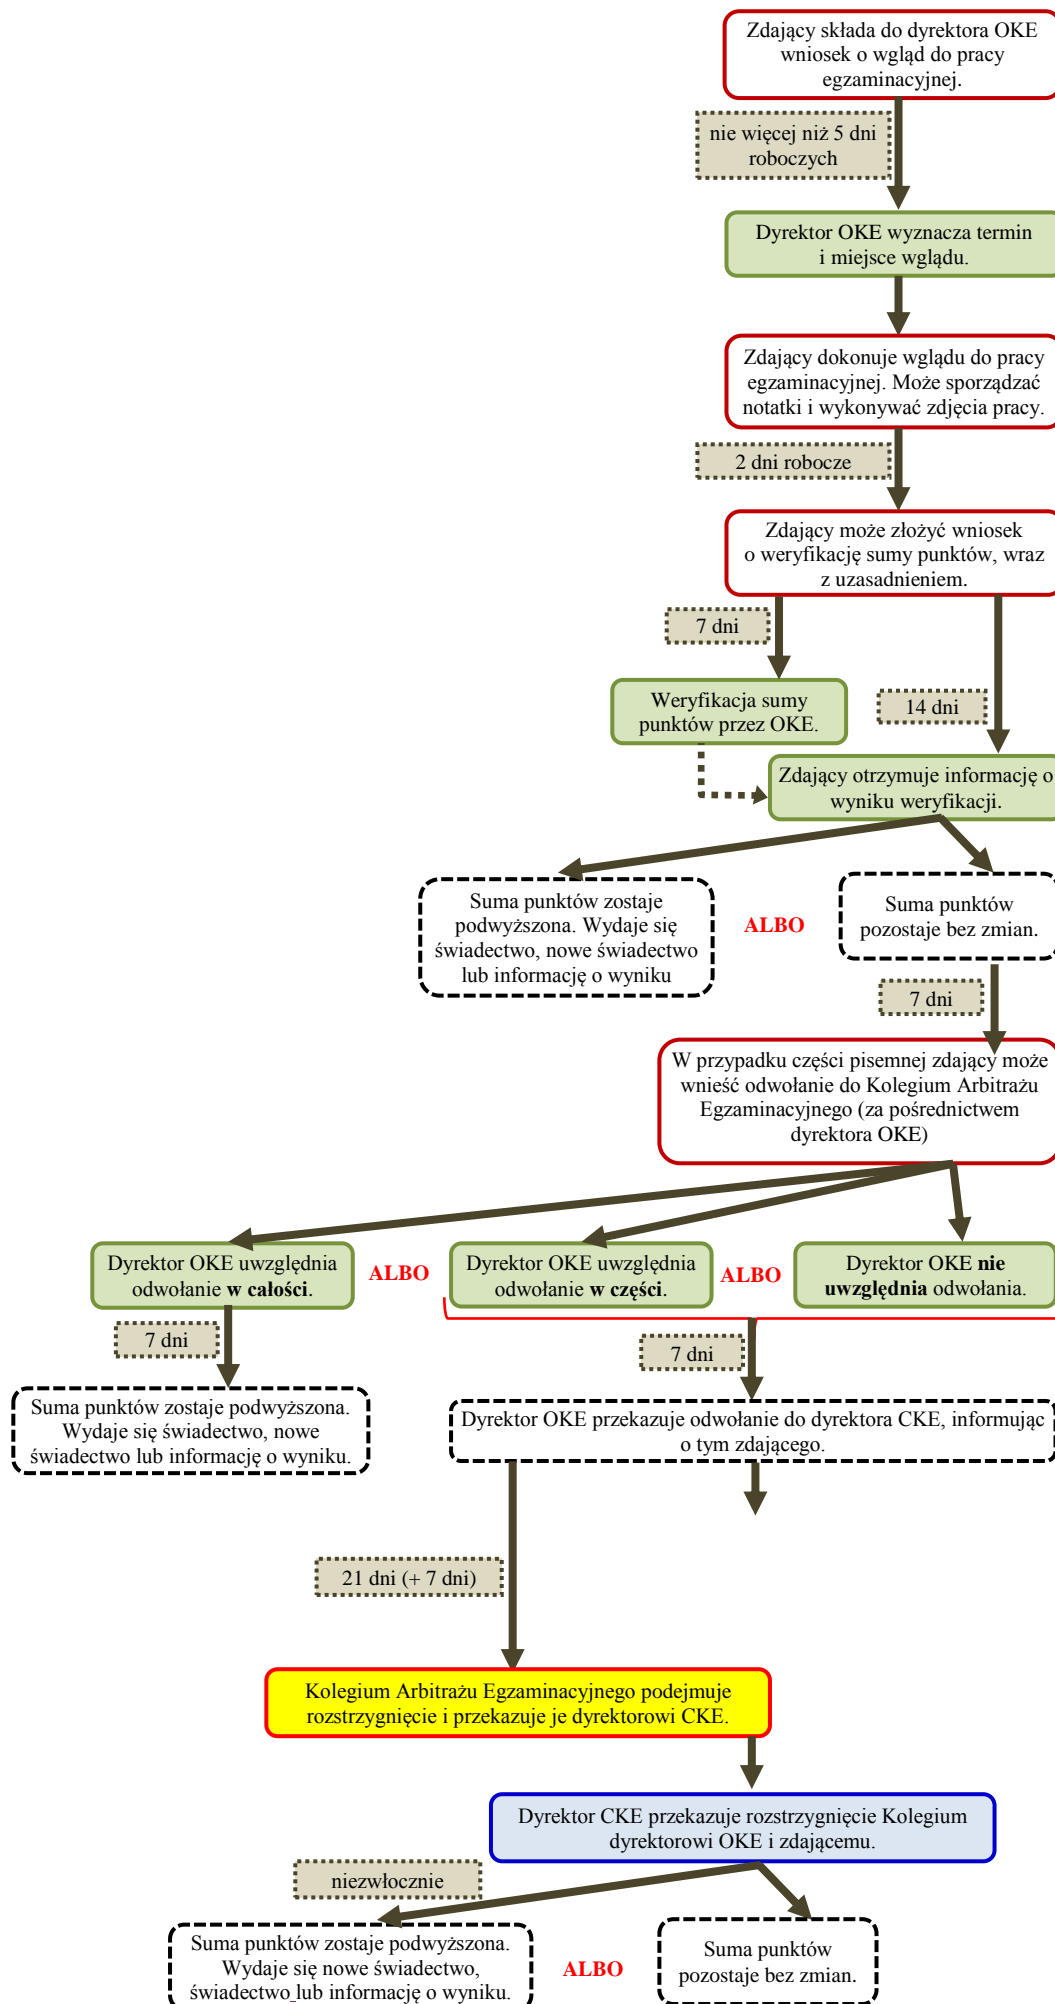 Zdający składa do dyrektora OKE
wniosek o wgląd do pracy
egzaminacyjnej.
nie więcej niż 5 dni
roboczych
Dyrektor OKE wyznacza termin
i miejsce wglądu.
Zdający dokonuje wglądu do pracy
egzaminacyjnej. Może sporządzać
notatki i wykonywać zdjęcia pracy.
2 dni robocze
Zdający może złożyć wniosek
o weryfikację sumy punktów, wraz
z uzasadnieniem.
7 dni
Weryfikacja sumy
punktów przez OKE.
14 dni
Zdający otrzymuje informację o
wyniku weryfikacji.
Suma punktów zostaje
podwyższona. Wydaje się
świadectwo, nowe świadectwo
lub informację o wyniku
ALBO
Suma punktów
pozostaje bez zmian.
7 dni
W przypadku części pisemnej zdający może
wnieść odwołanie do Kolegium Arbitrażu
Egzaminacyjnego (za pośrednictwem
dyrektora OKE)
Dyrektor OKE uwzględnia
odwołanie w całości.
ALBO
Dyrektor OKE uwzględnia
odwołanie w części.
ALBO
Dyrektor OKE nie
uwzględnia odwołania.
7 dni
7 dni
Suma punktów zostaje podwyższona.
Wydaje się świadectwo, nowe
świadectwo lub informację o wyniku.
Dyrektor OKE przekazuje odwołanie do dyrektora CKE, informując
o tym zdającego.
21 dni (+ 7 dni)
Kolegium Arbitrażu Egzaminacyjnego podejmuje
rozstrzygnięcie i przekazuje je dyrektorowi CKE.
Dyrektor CKE przekazuje rozstrzygnięcie Kolegium
dyrektorowi OKE i zdającemu.
niezwłocznie
Suma punktów zostaje podwyższona.
Wydaje się nowe świadectwo,
świadectwo lub informację o wyniku.
ALBO
Suma punktów
pozostaje bez zmian.